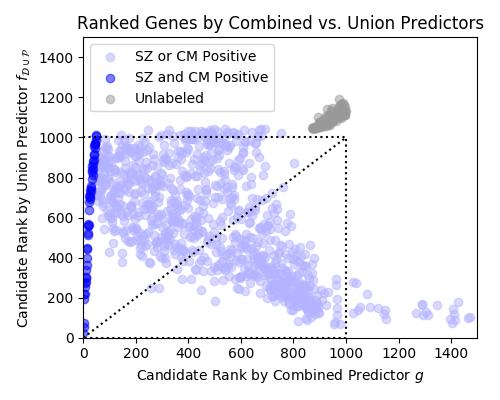 Ranked Genes by Combined vs. Union Predictors
SZ or CM Positive
SZ and CM Positive
Unlabeled
Candidate Rank by Union Predictor f_{𝒟∪𝒫}
1400
1200
1000
800
600
400
200
0
0 200 400 600 800 1000 1200 1400
Candidate Rank by Combined Predictor g